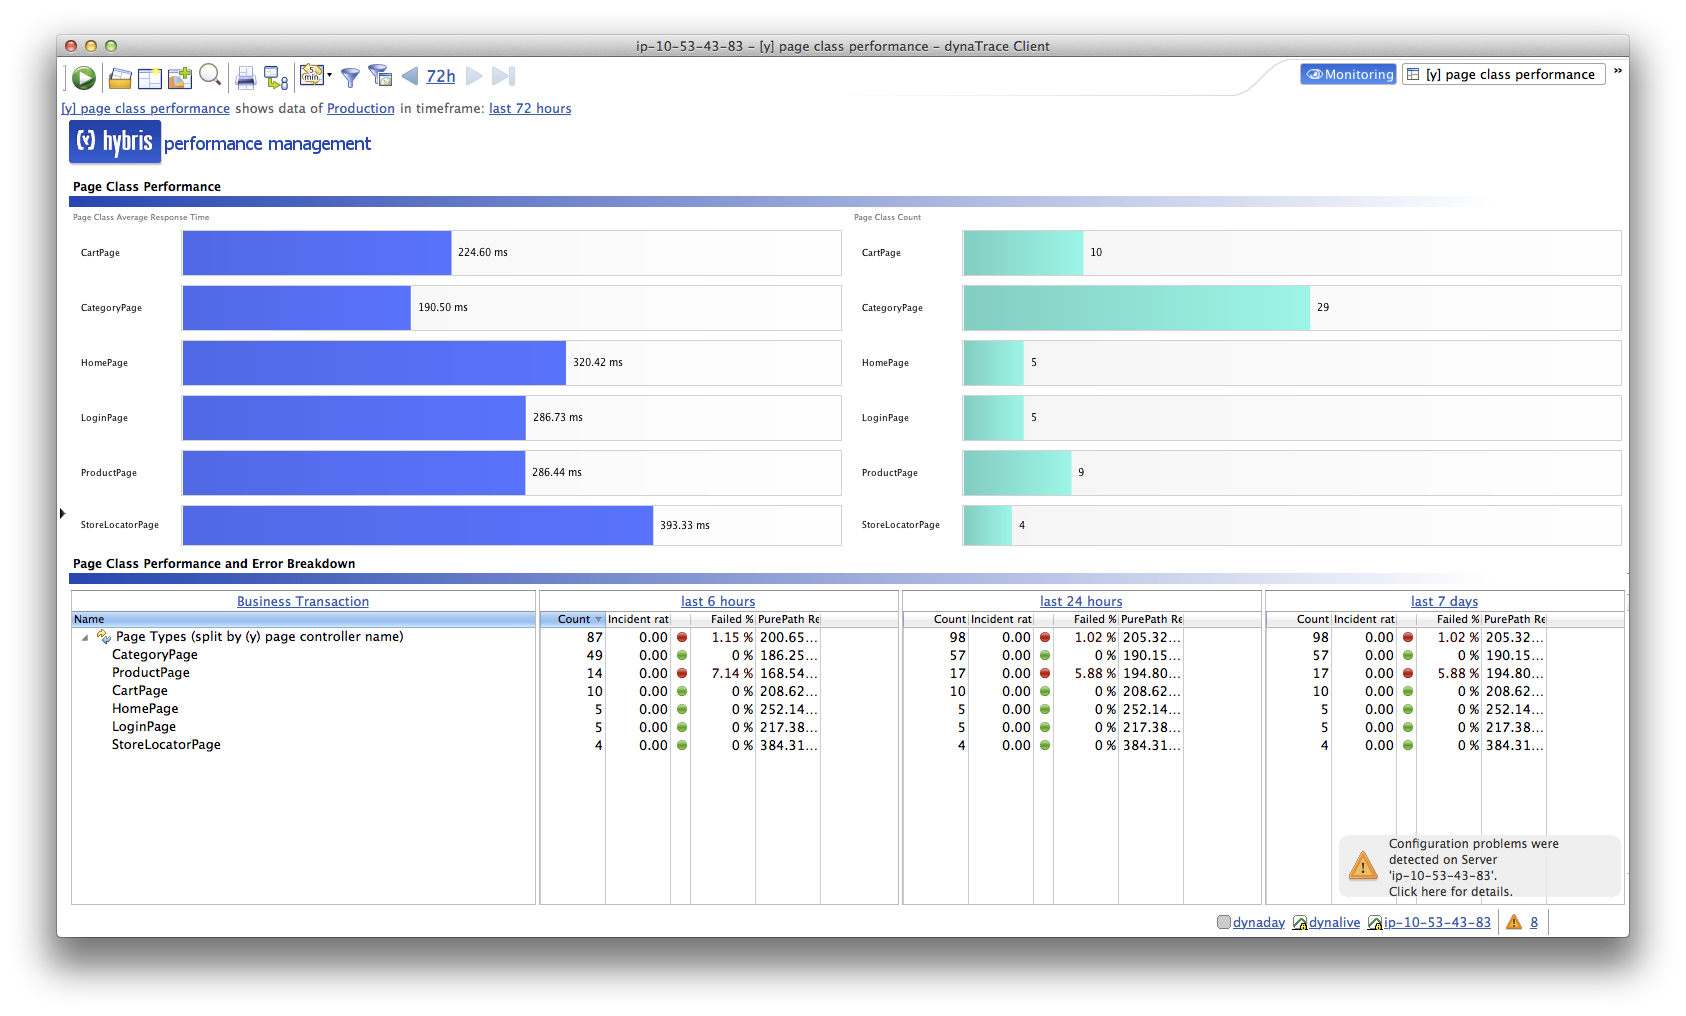 ip-10-53-43-83 – [y] page class performance – dynaTrace Client
5 min.
72h
Monitoring
[y] page class performance
»
[y] page class performance shows data of Production in timeframe: last 72 hours
(y) hybris performance management
Page Class Performance
Page Class Average Response Time
CartPage 224.60 ms
CategoryPage 190.50 ms
HomePage 320.42 ms
LoginPage 286.73 ms
ProductPage 286.44 ms
StoreLocatorPage 393.33 ms
Page Class Count
CartPage 10
CategoryPage 29
HomePage 5
LoginPage 5
ProductPage 9
StoreLocatorPage 4
Page Class Performance and Error Breakdown
Business Transaction last 6 hours last 24 hours last 7 days
Name Count Incident rat Failed % PurePath Re Count Incident rat Failed % PurePath Re Count Incident rat Failed % PurePath Re
Page Types (split by (y) page controller name) 87 0.00 1.15 % 200.65... 98 0.00 1.02 % 205.32... 98 0.00 1.02 % 205.32...
CategoryPage 49 0.00 0 % 186.25... 57 0.00 0 % 190.15... 57 0.00 0 % 190.15...
ProductPage 14 0.00 7.14 % 168.54... 17 0.00 5.88 % 194.80... 17 0.00 5.88 % 194.80...
CartPage 10 0.00 0 % 208.62... 10 0.00 0 % 208.62... 10 0.00 0 % 208.62...
HomePage 5 0.00 0 % 252.14... 5 0.00 0 % 252.14... 5 0.00 0 % 252.14...
LoginPage 5 0.00 0 % 217.38... 5 0.00 0 % 217.38... 5 0.00 0 % 217.38...
StoreLocatorPage 4 0.00 0 % 384.31... 4 0.00 0 % 384.31... 4 0.00 0 % 384.31...
Configuration problems were
detected on Server
'ip-10-53-43-83'.
Click here for details.
dynaday dynalive ip-10-53-43-83 8